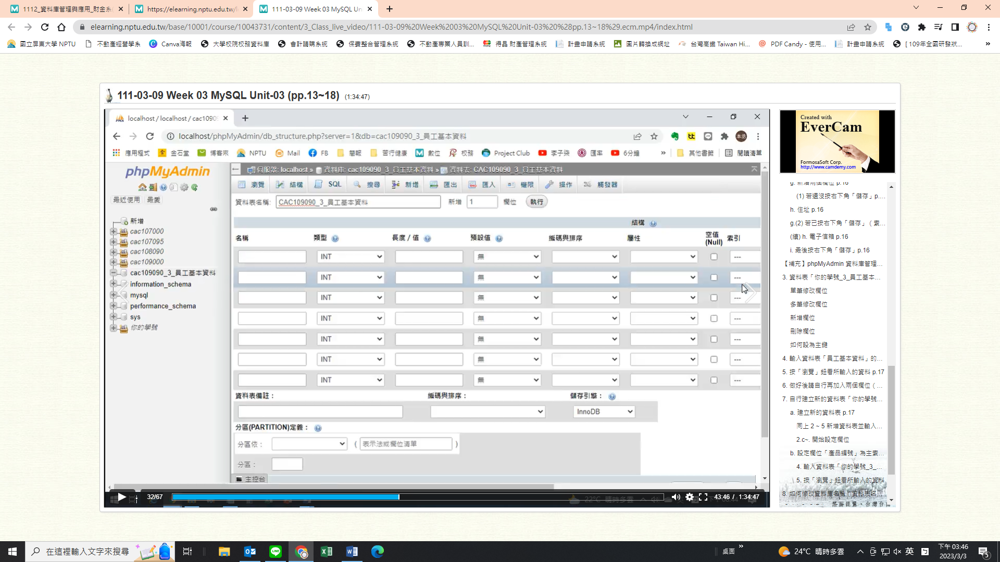 1112_資料庫管理與應用_財金系(
https://elearning.nptu.edu.tw/l
111-03-09 Week 03 MySQL Un
elearning.nptu.edu.tw/base/10001/course/10043731/content/3_Class_live_video/111-03-09%20Week%2003%20MySQL%20Unit-03%20%28pp.13~18%29.ecm.mp4/index.html
國立屏東大學 NPTU
不動產經營學系
Canva海報
大學校院校務資料庫
會計請購系統
保費整合管理系統
不動產專業人員訓...
得晶 財產管理系統
計畫申請系統
圖片轉換成網址
台灣高鐵 Taiwan Hi...
PDF Candy - 使用...
計畫申請系統
[ 109年全國研發狀...
111-03-09 Week 03 MySQL Unit-03 (pp.13~18) (1:34:47)
localhost / localhost / cac1090
localhost/phpMyAdmin/db_structure.php?server=1&db=cac109090_3_員工基本資料
本丞
應用程式
金石堂
博客來
NPTU
Mail
FB
簡報
苦行健康
數位
校務
Project Club
李子柒
匯率
6分鐘
其他書籤
閱讀清單
phpMyAdmin
最近使用 最愛
新增
cac107000
cac107095
cac108090
cac109000
cac109090_3_員工基本資料
information_schema
mysql
performance_schema
sys
你的學號
伺服器: localhost » 資料庫: cac109090_3_員工基本資料 » 資料表: CAC109090_3_員工基本資料
瀏覽 結構 SQL 搜尋 新增 匯出 匯入 權限 操作 觸發器
資料表名稱: CAC109090_3_員工基本資料 新增 1 欄位 執行
結構
名稱 類型 長度 / 值 預設值 編碼與排序 屬性 空值 (Null) 索引
INT 無 ---
INT 無 ---
INT 無 ---
INT 無 ---
INT 無 ---
INT 無 ---
INT 無 ---
資料表備註： 編碼與排序： 儲存引擎：
InnoDB
分區(PARTITION)定義：
分區依： ( 表示法或欄位清單 )
分區：
主控台
32/67
43:46 / 1:34:47
22°C 晴時多雲
Created with
EverCam
FormosaSoft Corp.
http://www.camdemy.com
g. 新增兩個欄位 p.16
(1) 若還沒按右下角「儲存」p....
h. 住址 p.16
g.(2) 若已按右下角「儲存」（ 索...
(續) h. 電子信箱 p.16
i. 最後按右下角「儲存」p.16
【補充】phpMyAdmin 資料庫管理...
3. 資料表「你的學號_3_員工基本...
單筆修改欄位
多筆修改欄位
新增欄位
刪除欄位
如何設為主鍵
4. 輸入資料表「員工基本資料」的...
5. 按「瀏覽」鈕看所輸入的資料 p.17
6. 做好後請自行再加入兩個欄位（ ...
7. 自行建立新的資料表「你的學號...
a. 建立新的資料表 p.17
同上 2 ~ 5 新增資料表並輸入...
2.c~. 開始設定欄位
b. 設定欄位「產品編號」為主索...
4. 輸入資料表「你的學號_3_...
5. 按「瀏覽」鈕看所輸入的資料
8. 如何修改資料庫名稱
在這裡輸入文字來搜尋
桌面
24°C 晴時多雲
英
下午 03:46
2023/3/3
5